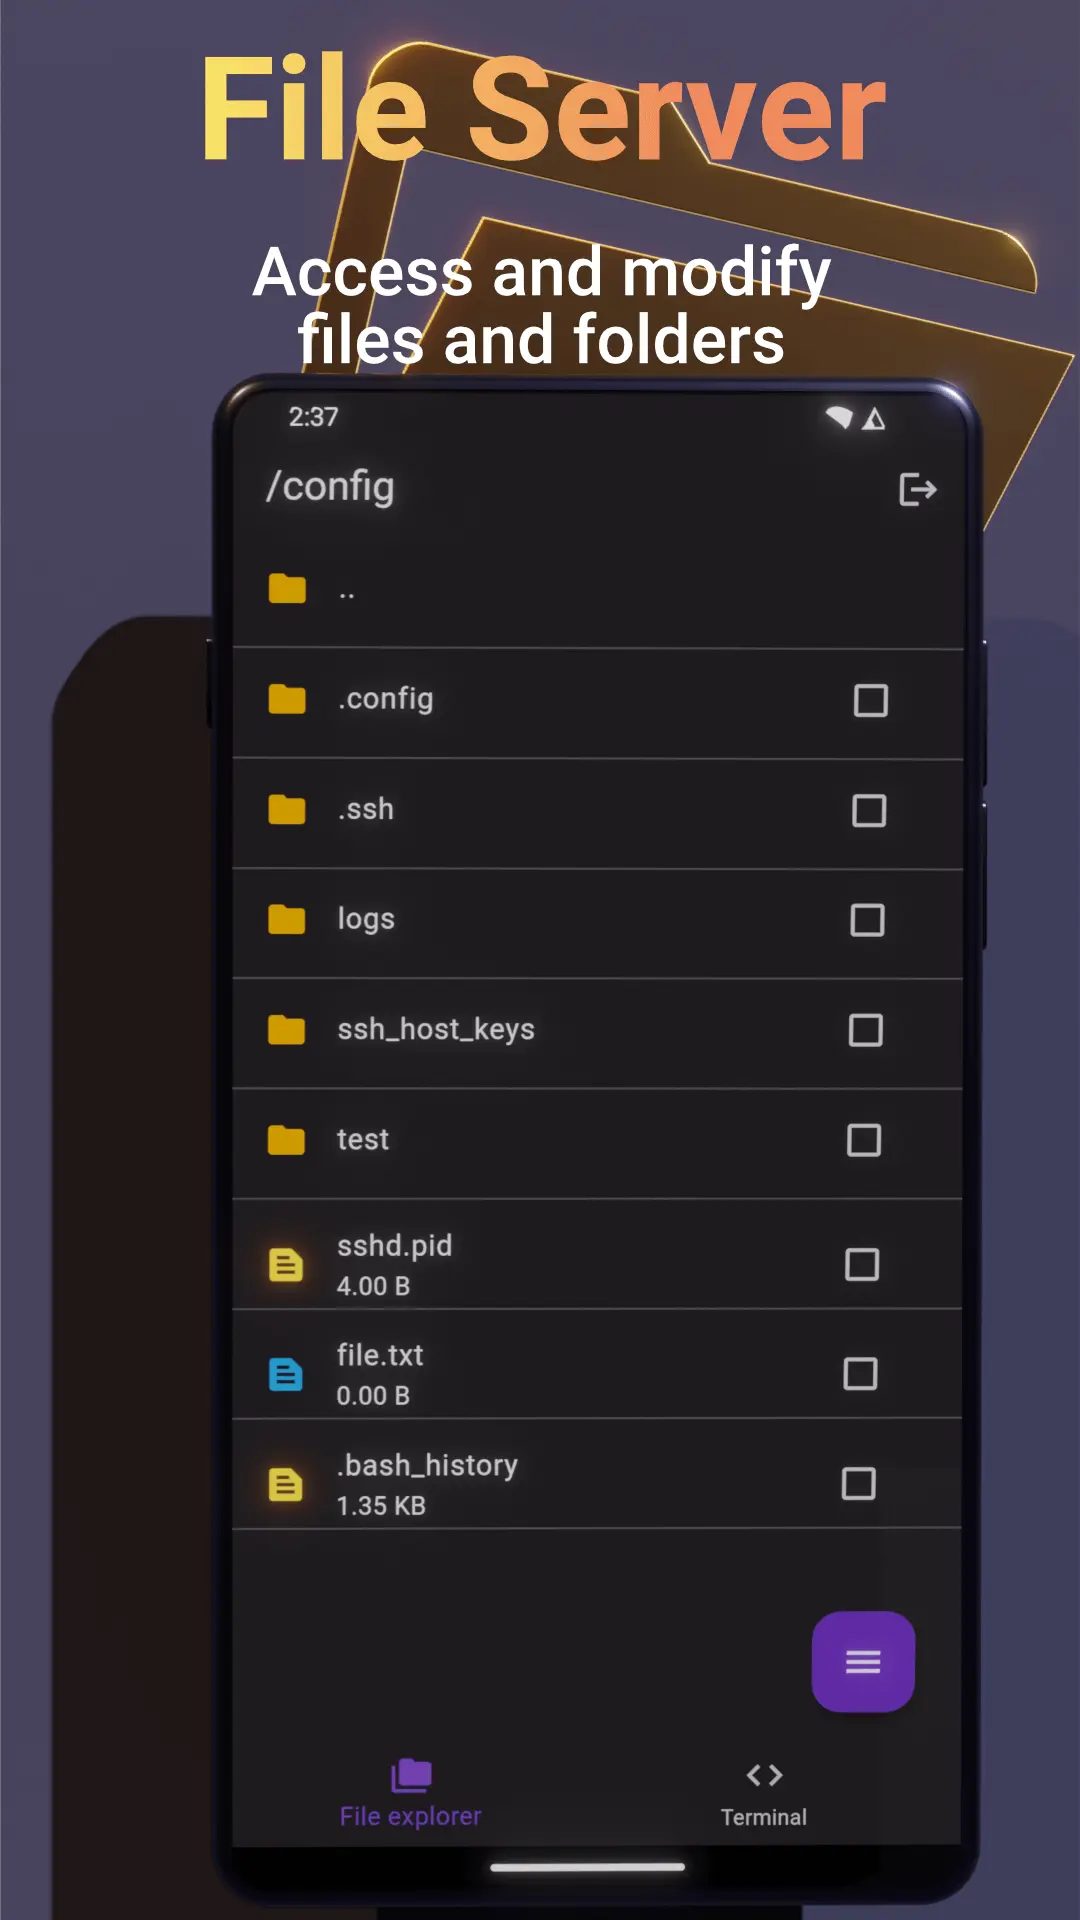 File Server
Access and modify
files and folders
2:37
/config
..
.config
.ssh
logs
ssh_host_keys
test
sshd.pid
4.00 B
file.txt
0.00 B
.bash_history
1.35 KB
File explorer
Terminal